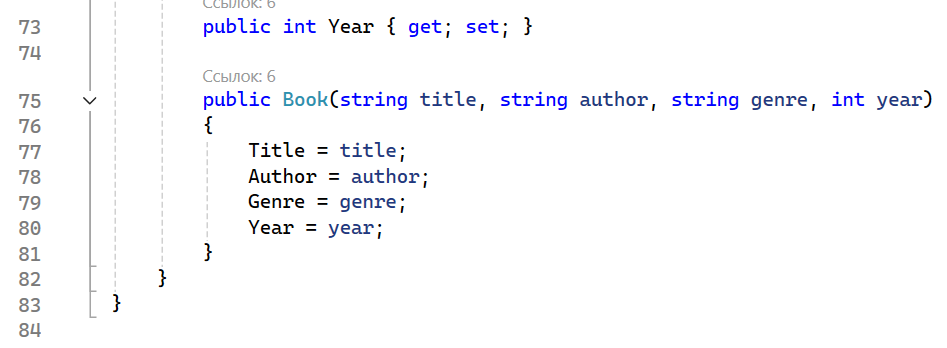 Ссылок: 6
73 public int Year { get; set; }
74
Ссылок: 6
75 public Book(string title, string author, string genre, int year)
76 {
77 Title = title;
78 Author = author;
79 Genre = genre;
80 Year = year;
81 }
82 }
83 }
84